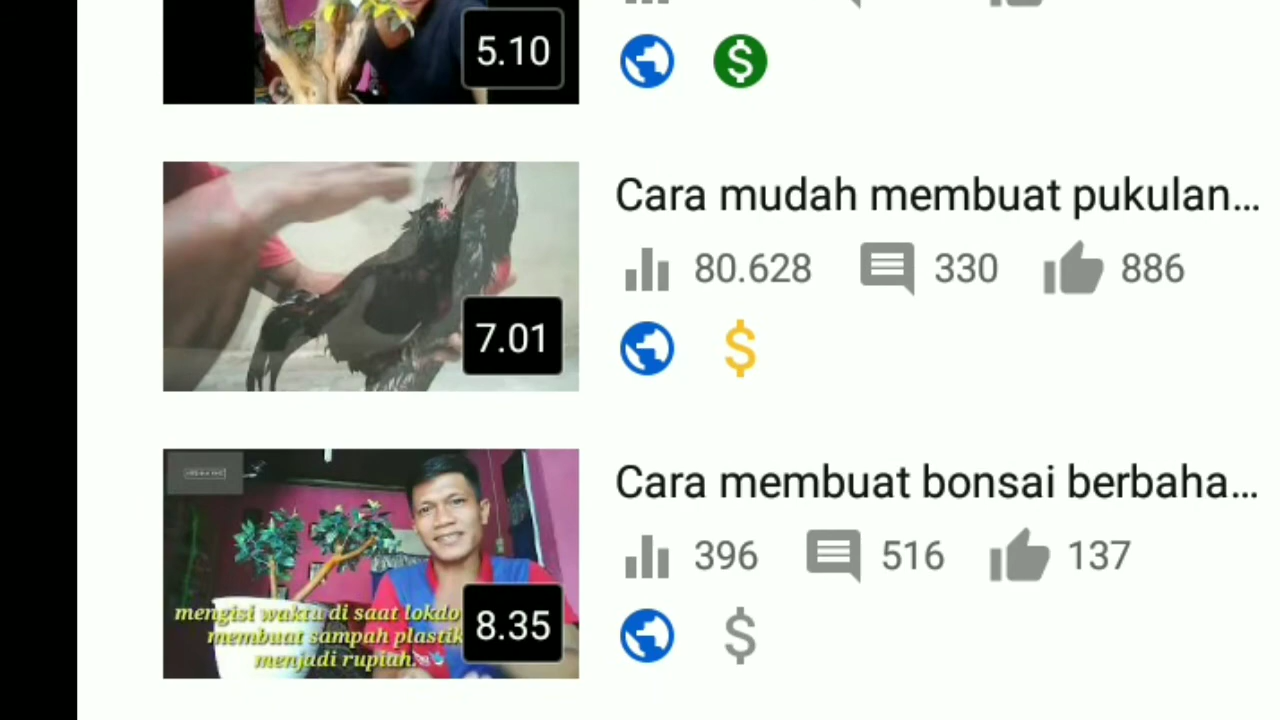 5.10
Cara mudah membuat pukulan...
80.628 330 886
7.01
Cara membuat bonsai berbaha...
396 516 137
mengisi waktu di saat lokdo
membuat sampah plastik
menjadi rupiah.
8.35